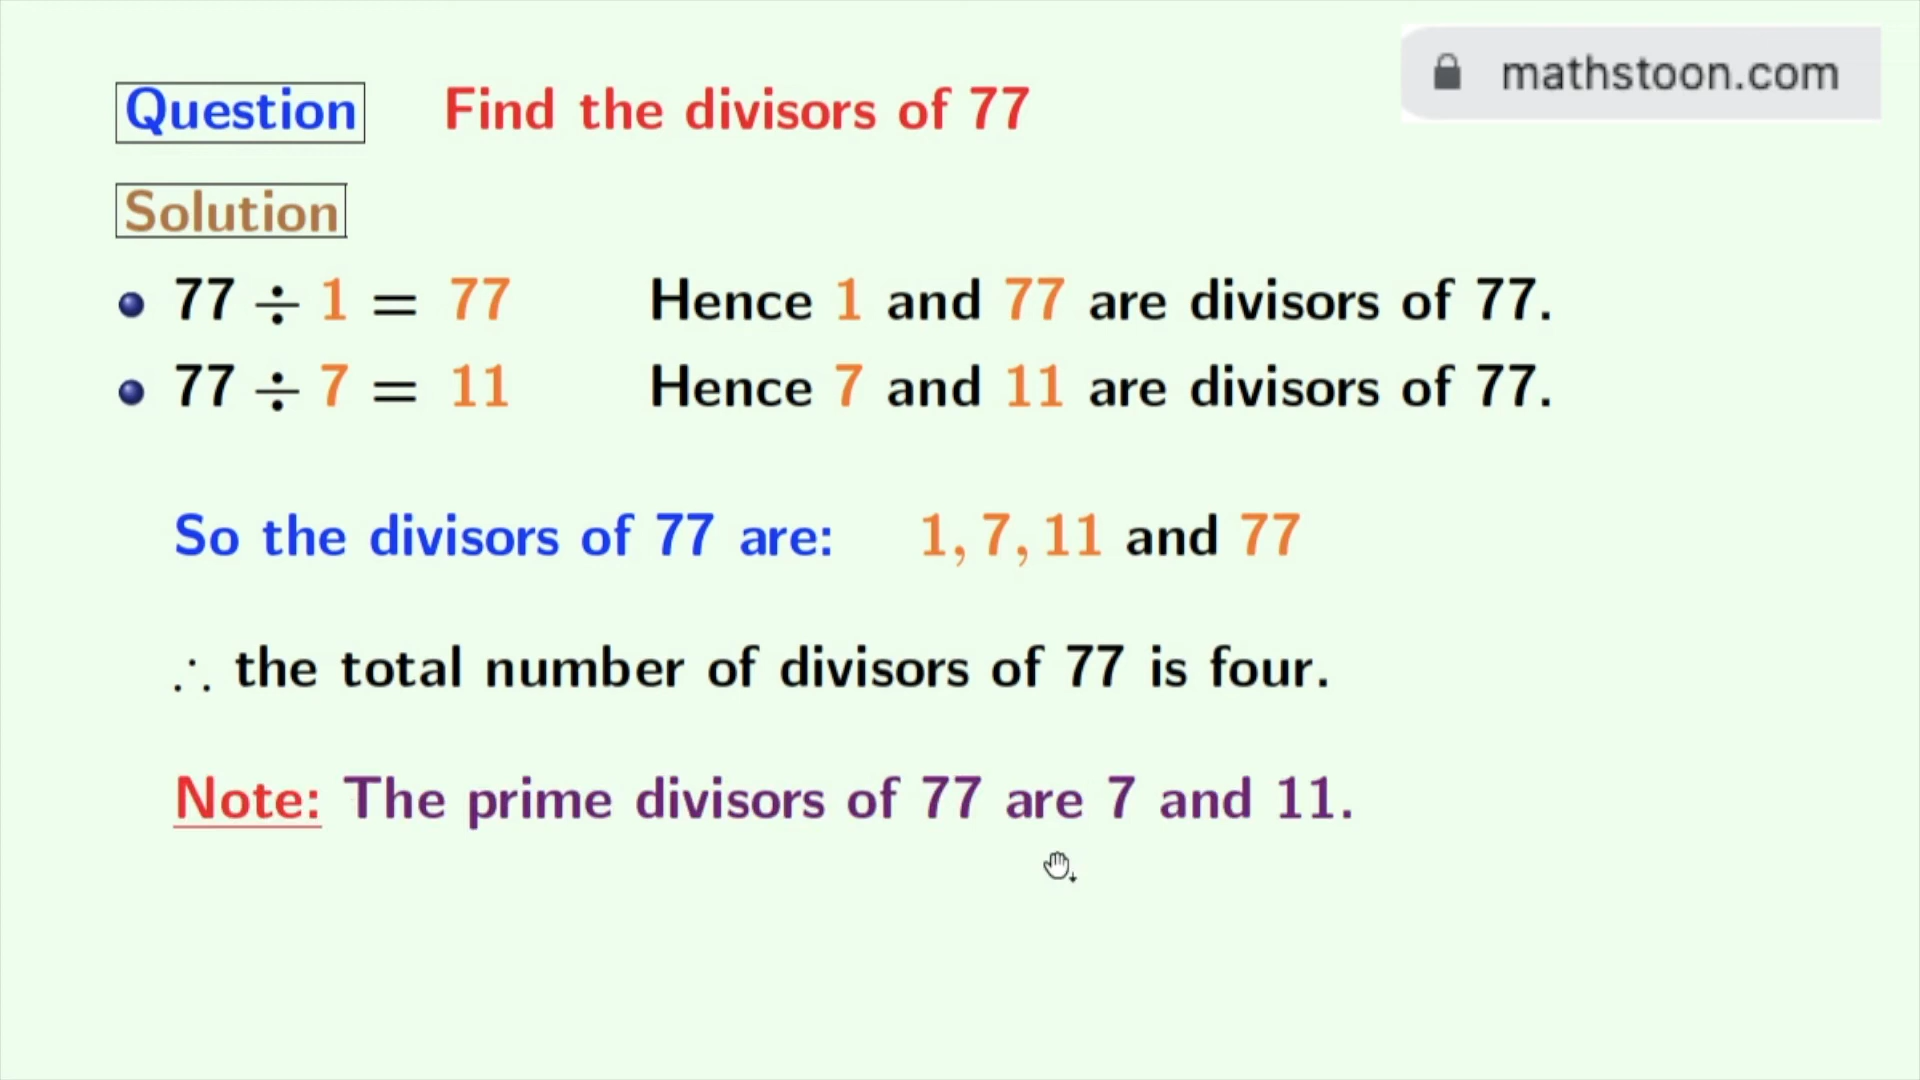 Question Find the divisors of 77
mathstoon.com
Solution
• 77 ÷ 1 = 77 Hence 1 and 77 are divisors of 77.
• 77 ÷ 7 = 11 Hence 7 and 11 are divisors of 77.
So the divisors of 77 are: 1, 7, 11 and 77
∴ the total number of divisors of 77 is four.
Note: The prime divisors of 77 are 7 and 11.